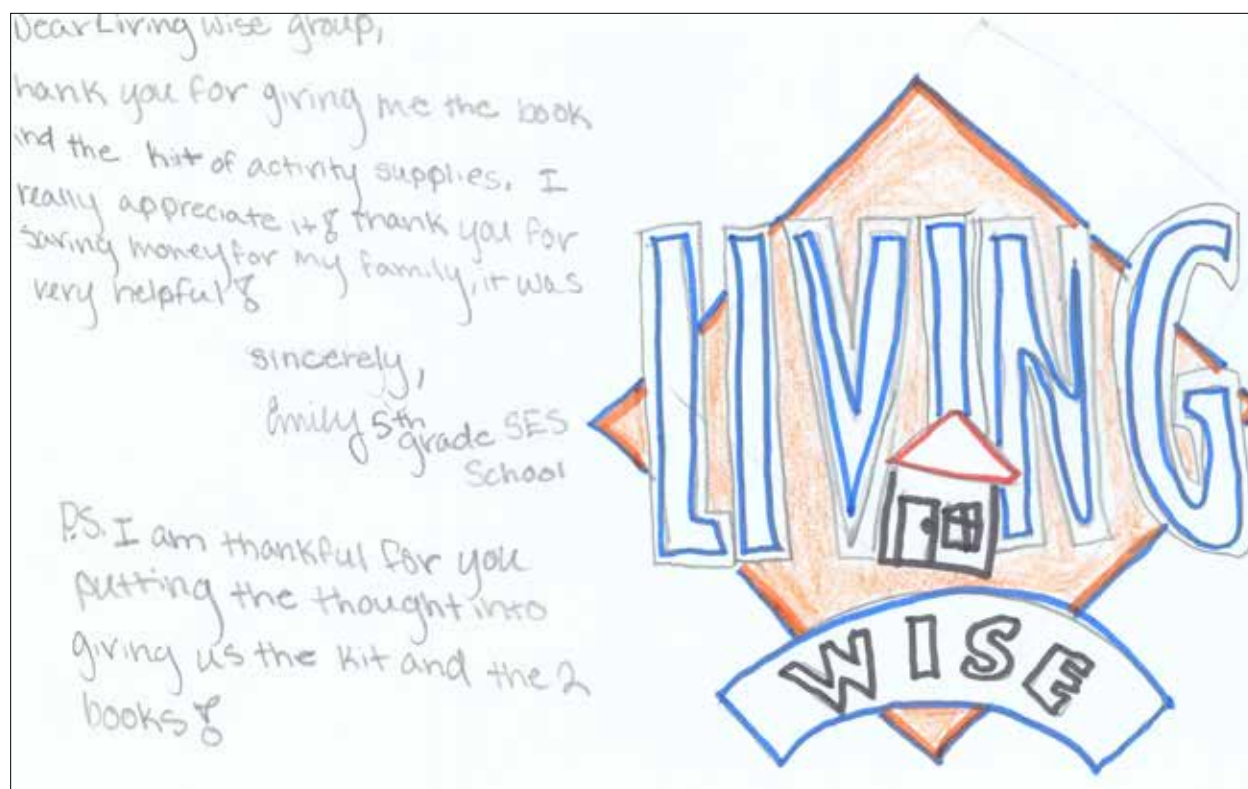 Dear Living wise group,
hank you for giving me the book
nd the kit of activity supplies. I
really appreciate it! thank you for
saving money for my family, it was
very helpful!
sincerely,
Emily 5th grade SES
School
P.S. I am thankful for you
putting the thought into
giving us the kit and the 2
books!
LIVING
WISE